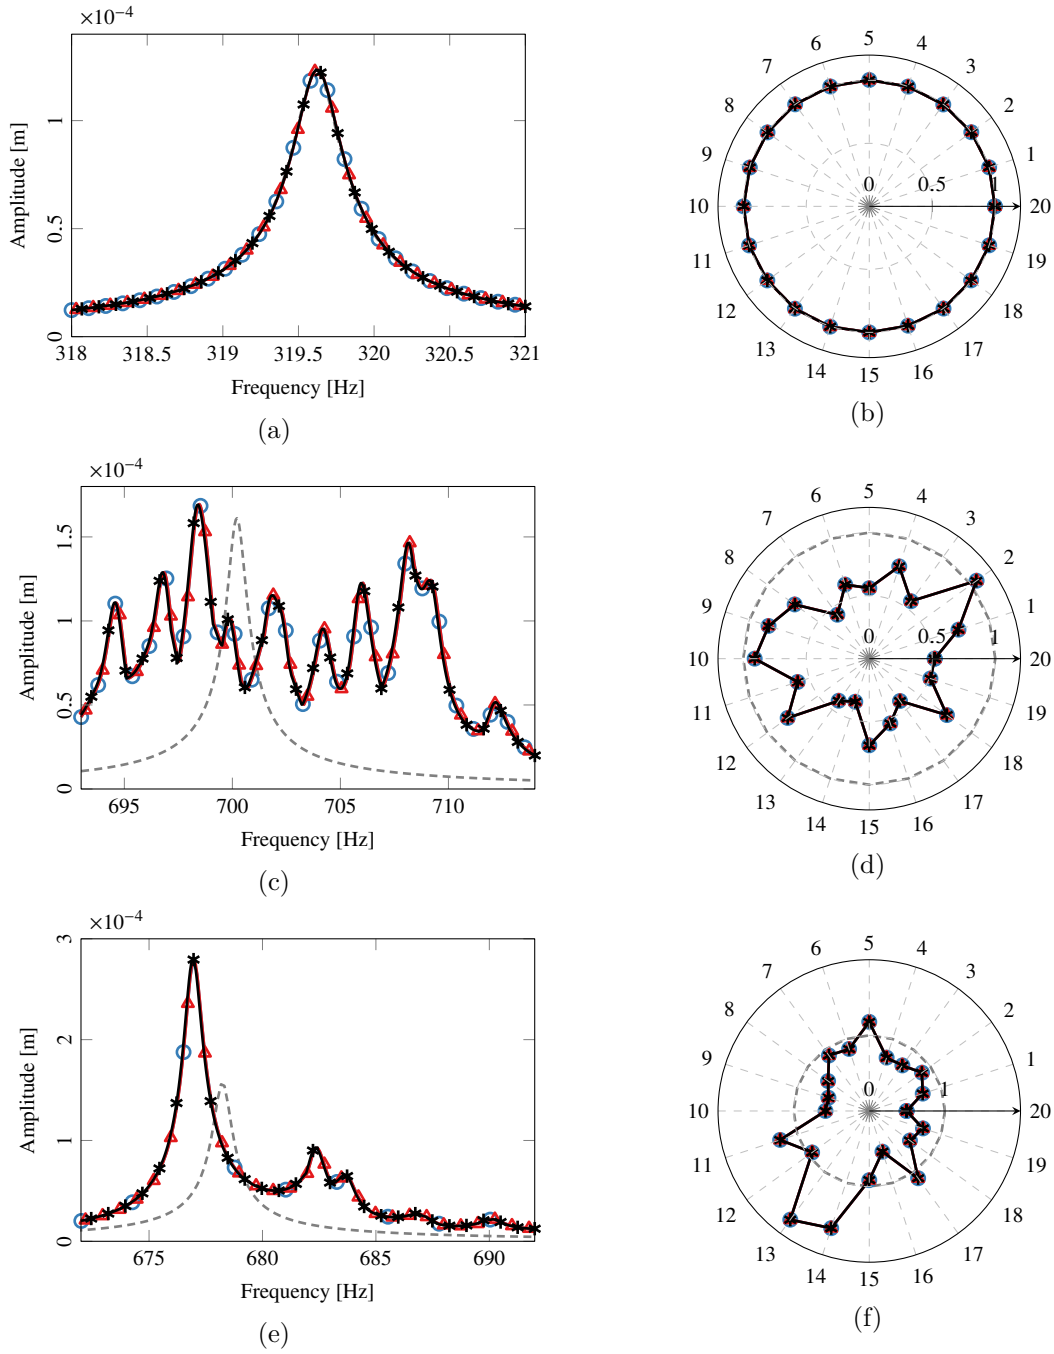 ×10⁻⁴
Amplitude [m]
1
0.5
0
318 318.5 319 319.5 320 320.5 321
Frequency [Hz]
(a)
5
6 4
7 3
8 2
9 1
10 0 0.5 1 20
11 19
12 18
13 17
14 16
15
(b)
×10⁻⁴
Amplitude [m]
1.5
1
0.5
0
695 700 705 710
Frequency [Hz]
(c)
5
6 4
7 3
8 2
9 1
10 0 0.5 1 20
11 19
12 18
13 17
14 16
15
(d)
×10⁻⁴
Amplitude [m]
3
2
1
0
675 680 685 690
Frequency [Hz]
(e)
5
6 4
7 3
8 2
9 1
10 0 1 20
11 19
12 18
13 17
14 16
15
(f)